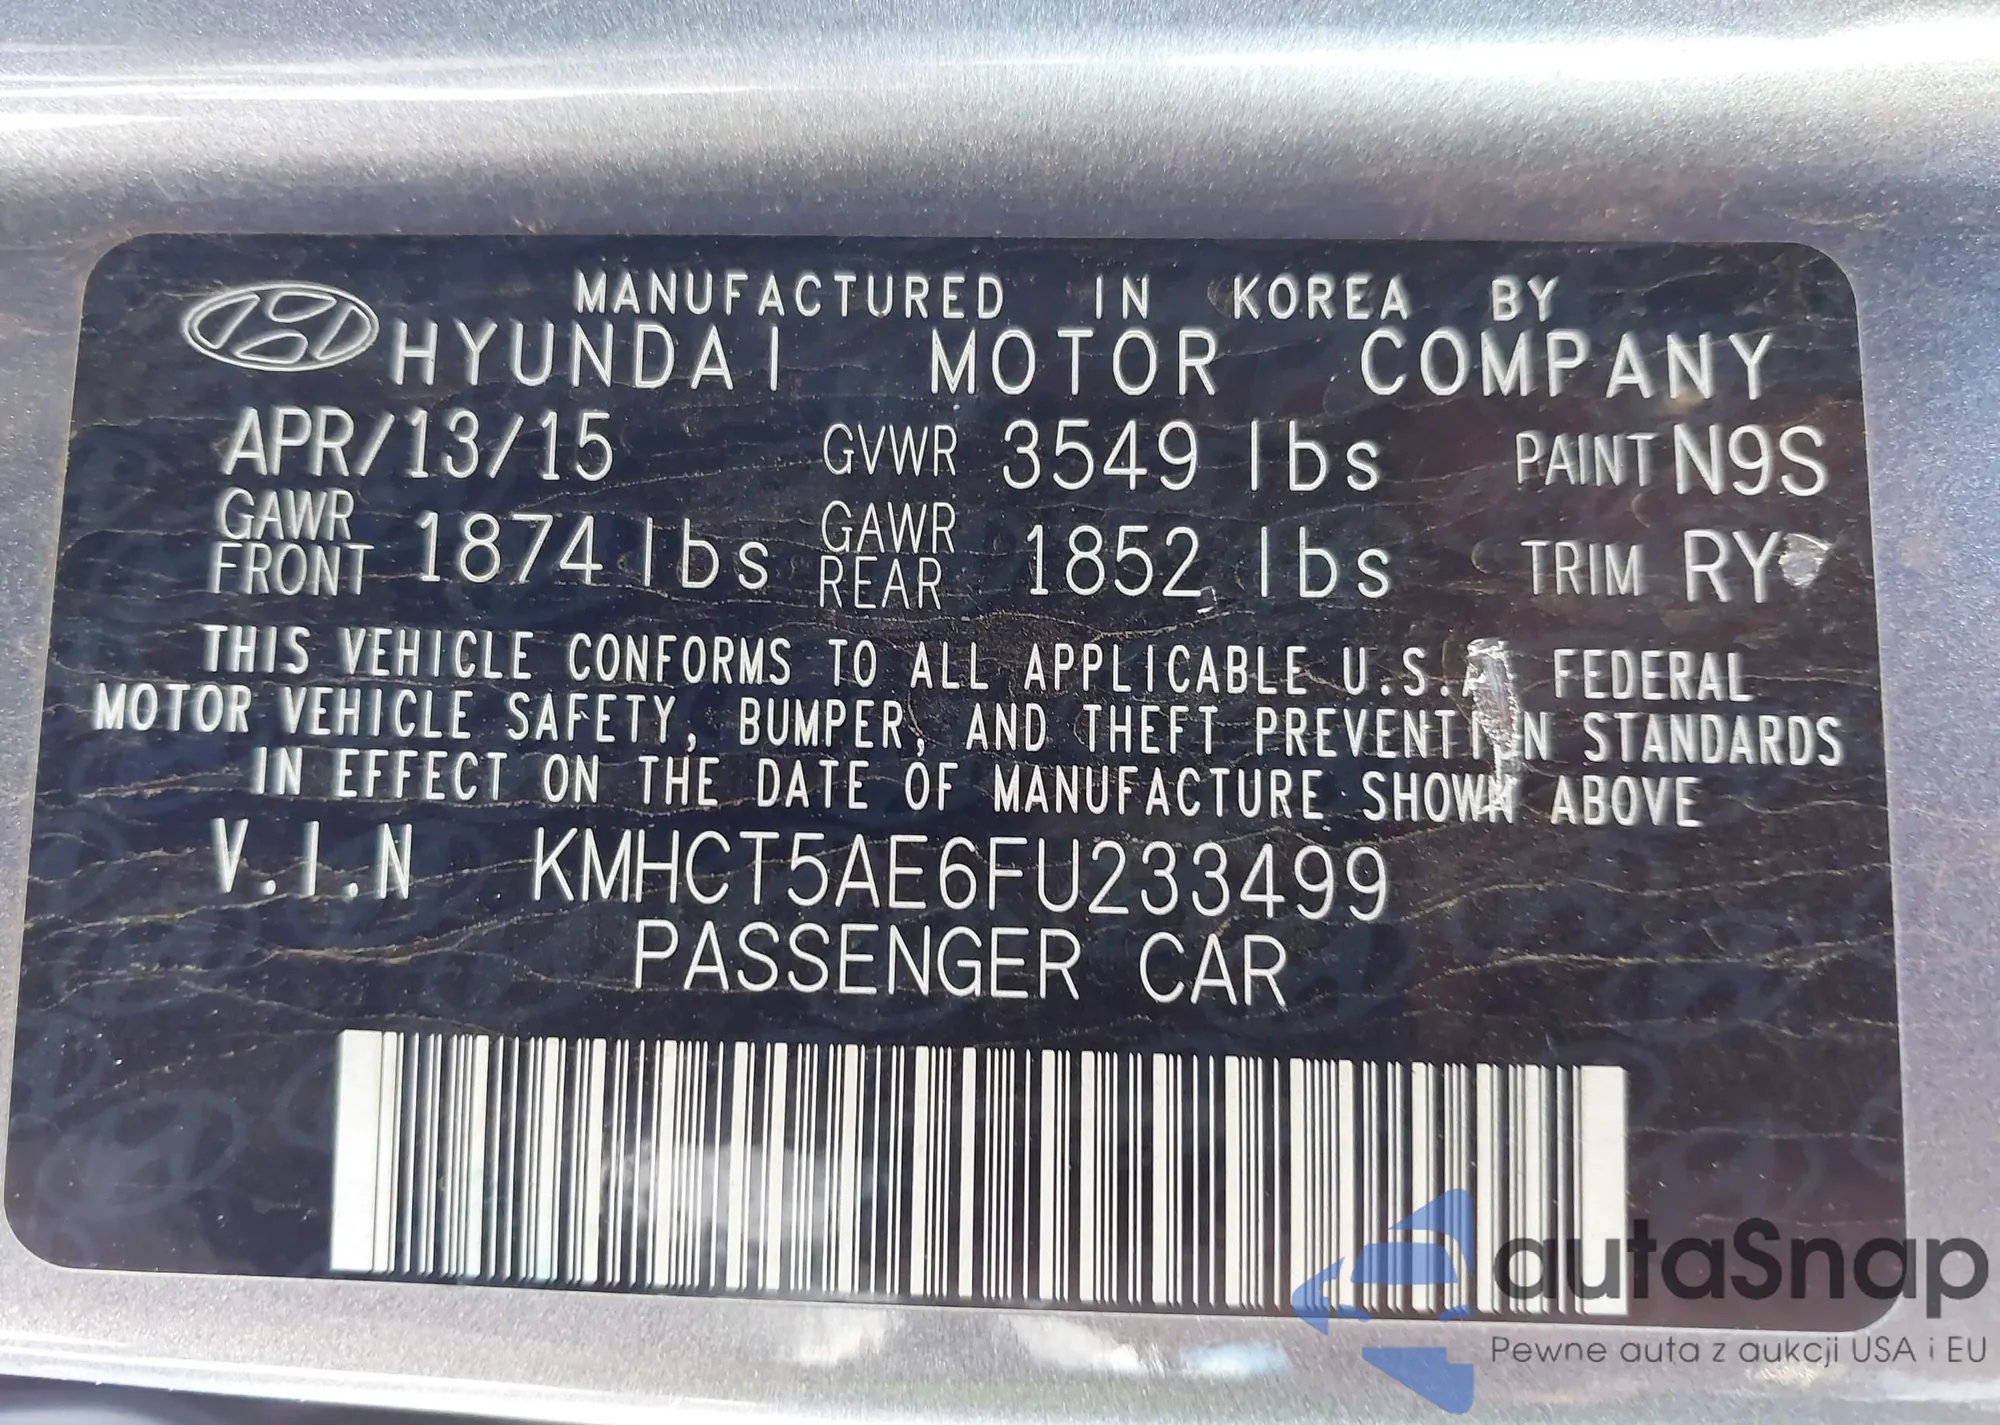 MANUFACTURED IN KOREA BY
HYUNDAI MOTOR COMPANY
APR/13/15 GVWR 3549 lbs PAINT N9S
GAWR FRONT 1874 lbs GAWR REAR 1852 lbs TRIM RY
THIS VEHICLE CONFORMS TO ALL APPLICABLE U.S.A. FEDERAL
MOTOR VEHICLE SAFETY, BUMPER, AND THEFT PREVENTION STANDARDS
IN EFFECT ON THE DATE OF MANUFACTURE SHOWN ABOVE
V.I.N KMHCT5AE6FU233499
PASSENGER CAR
autaSnap
Pewne auta z aukcji USA i EU